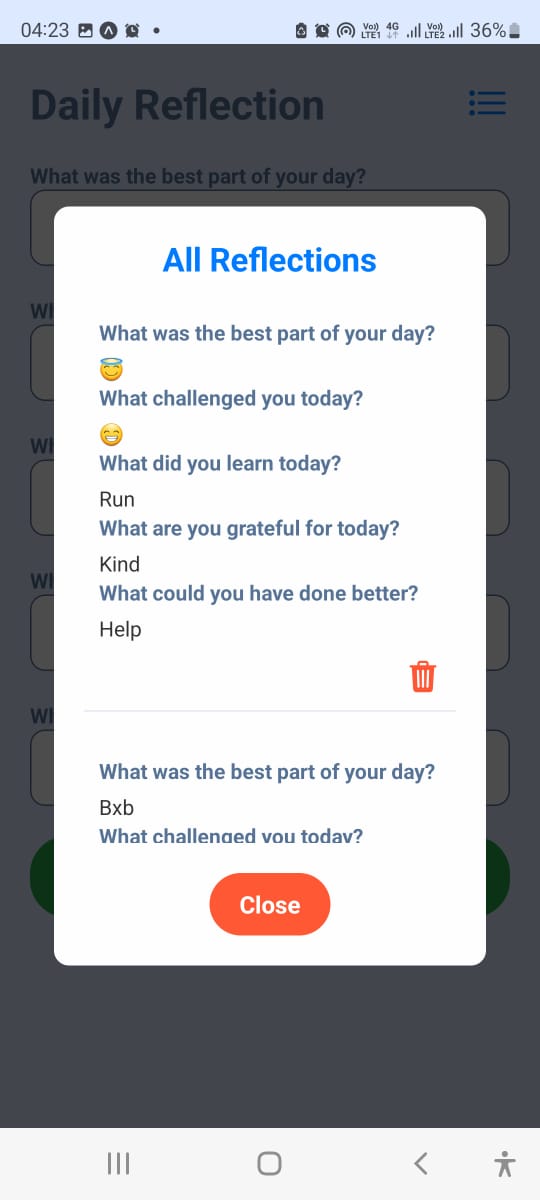 04:23 Vo)) LTE1 4G Vo)) LTE2 36%
Daily Reflection
What was the best part of your day?
All Reflections
Wh
What was the best part of your day?
😇
What challenged you today?
😁
Wh
What did you learn today?
Run
What are you grateful for today?
Kind
Wh
What could you have done better?
Help
Wh
What was the best part of your day?
Bxb
What challenged you today?
Close